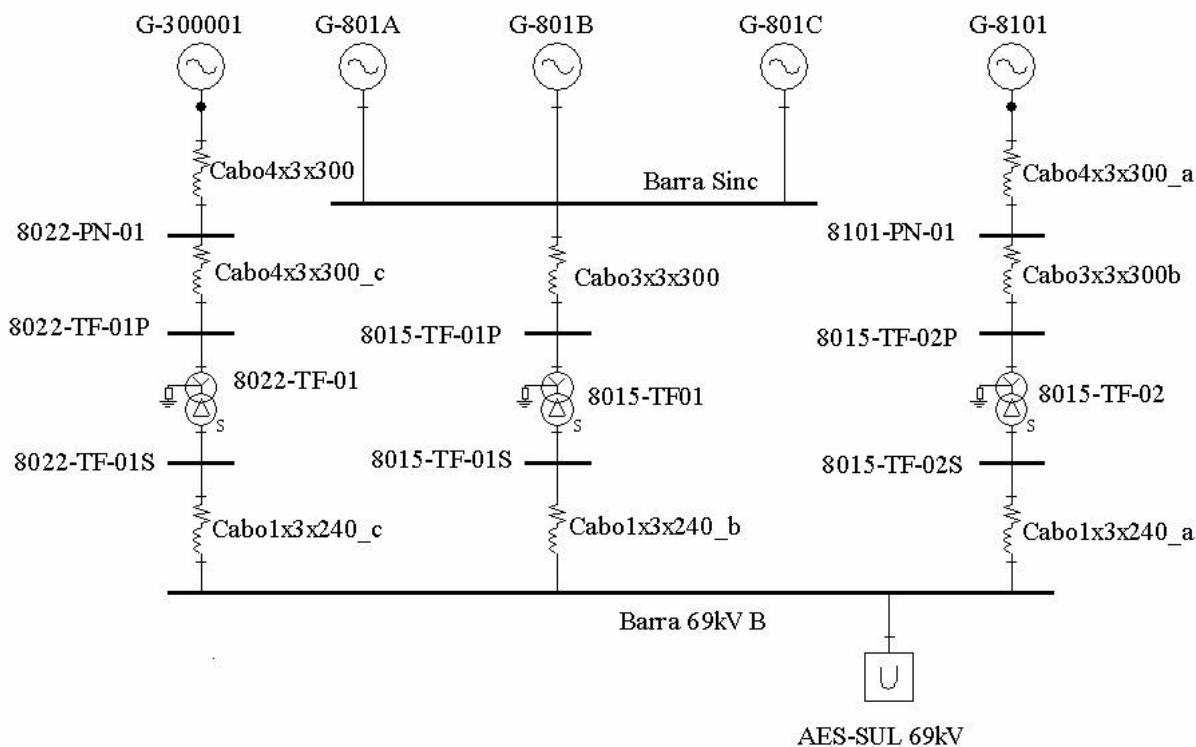 G-300001 G-801A G-801B G-801C G-8101
Cabo4x3x300 Cabo4x3x300_a
Barra Sinc
8022-PN-01 8101-PN-01
Cabo4x3x300_c Cabo3x3x300 Cabo3x3x300b
8022-TF-01P 8015-TF-01P 8015-TF-02P
8022-TF-01 8015-TF01 8015-TF-02
S S S
8022-TF-01S 8015-TF-01S 8015-TF-02S
Cabo1x3x240_c Cabo1x3x240_b Cabo1x3x240_a
Barra 69kV B
U
AES-SUL 69kV